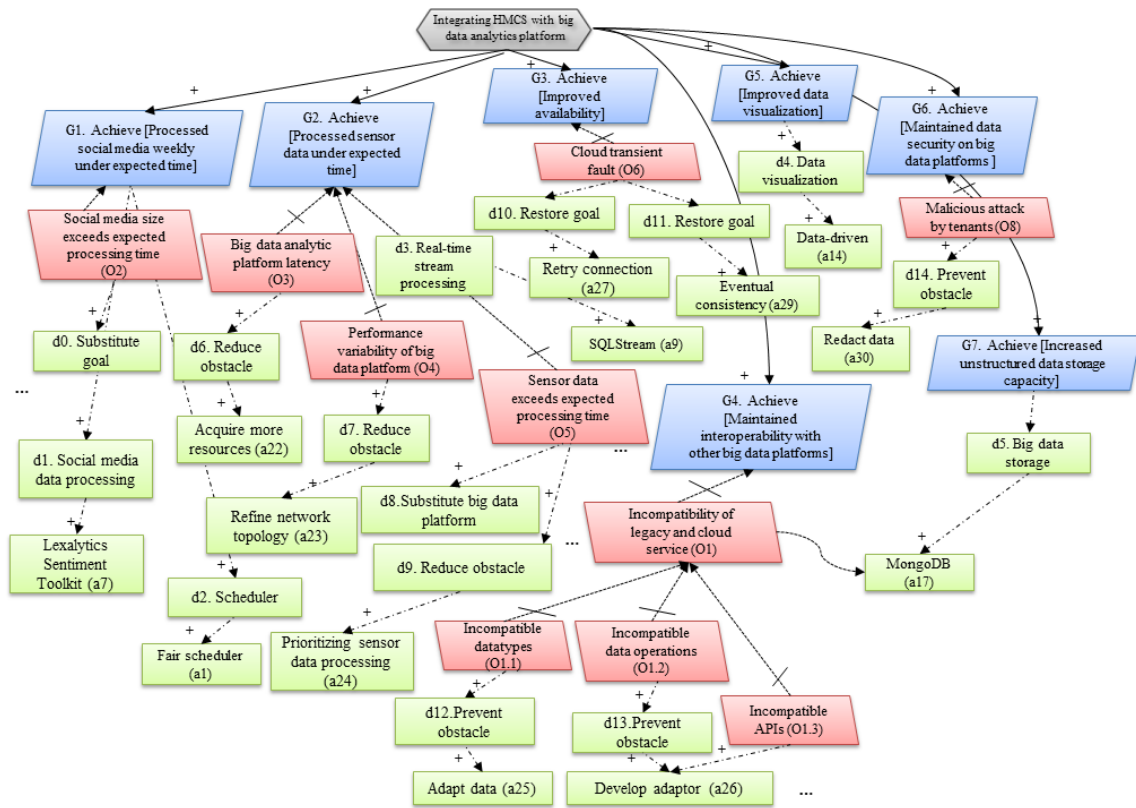 Integrating HMCS with big
data analytics platform
+
+
+
+
+
+
+
G1. Achieve [Processed
social media weekly under
expected time]
G2. Achieve
[Processed sensor
data under expected
time]
G3. Achieve
[Improved
availability]
G5. Achieve
[Improved data
visualization]
G6. Achieve
[Maintained data
security on big
data platforms ]
Cloud transient
fault (O6)
+
d4. Data
visualization
Social media size
exceeds expected
processing time
(O2)
Big data analytic
platform latency
(O3)
d3. Real-time
stream
processing
+
d10. Restore goal
+
d11. Restore goal
+
Data-driven
(a14)
Malicious attack
by tenants (O8)
+
d14. Prevent
obstacle
+
Retry connection
(a27)
+
Eventual
consistency (a29)
+
SQLStream (a9)
+
Redact data
(a30)
+
d0. Substitute
goal
+
d6. Reduce
obstacle
Performance
variability of big
data platform (O4)
Sensor data
exceeds expected
processing time
(O5)
+
G4. Achieve
[Maintained
interoperability with
other big data platforms]
+
G7. Achieve [Increased
unstructured data storage
capacity]
...
+
Acquire more
resources (a22)
+
d7. Reduce
obstacle
...
+
d5. Big data
storage
+
d1. Social media
data processing
+
Refine network
topology (a23)
+
d8.Substitute big data
platform
+
Incompatibility of
legacy and cloud
service (O1)
+
Lexalytics
Sentiment
Toolkit (a7)
...
d9. Reduce obstacle
+
MongoDB
(a17)
+
d2. Scheduler
+
Fair scheduler
(a1)
+
Prioritizing sensor
data processing
(a24)
Incompatible
datatypes
(O1.1)
Incompatible
data operations
(O1.2)
Incompatible
APIs (O1.3)
+
d12.Prevent
obstacle
+
d13.Prevent
obstacle
+
Adapt data (a25)
+
+
Develop adaptor (a26)
...